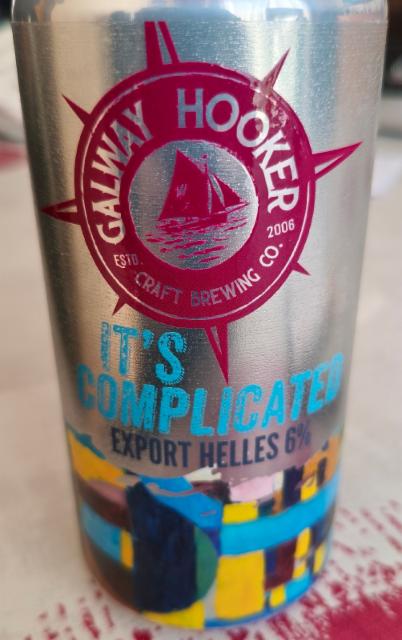 GALWAY HOOKER
ESTD. 2006
CRAFT BREWING CO.
IT'S
COMPLICATED
EXPORT HELLES 6%